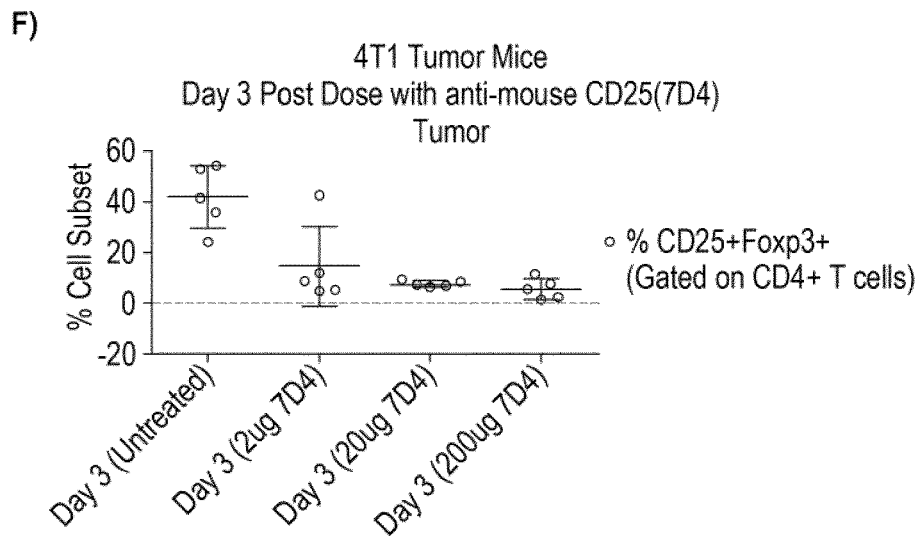 F)
4T1 Tumor Mice
Day 3 Post Dose with anti-mouse CD25(7D4)
Tumor
% Cell Subset
60
40
20
0
-20
Day 3 (Untreated)
Day 3 (2ug 7D4)
Day 3 (20ug 7D4)
Day 3 (200ug 7D4)
% CD25+Foxp3+
(Gated on CD4+ T cells)